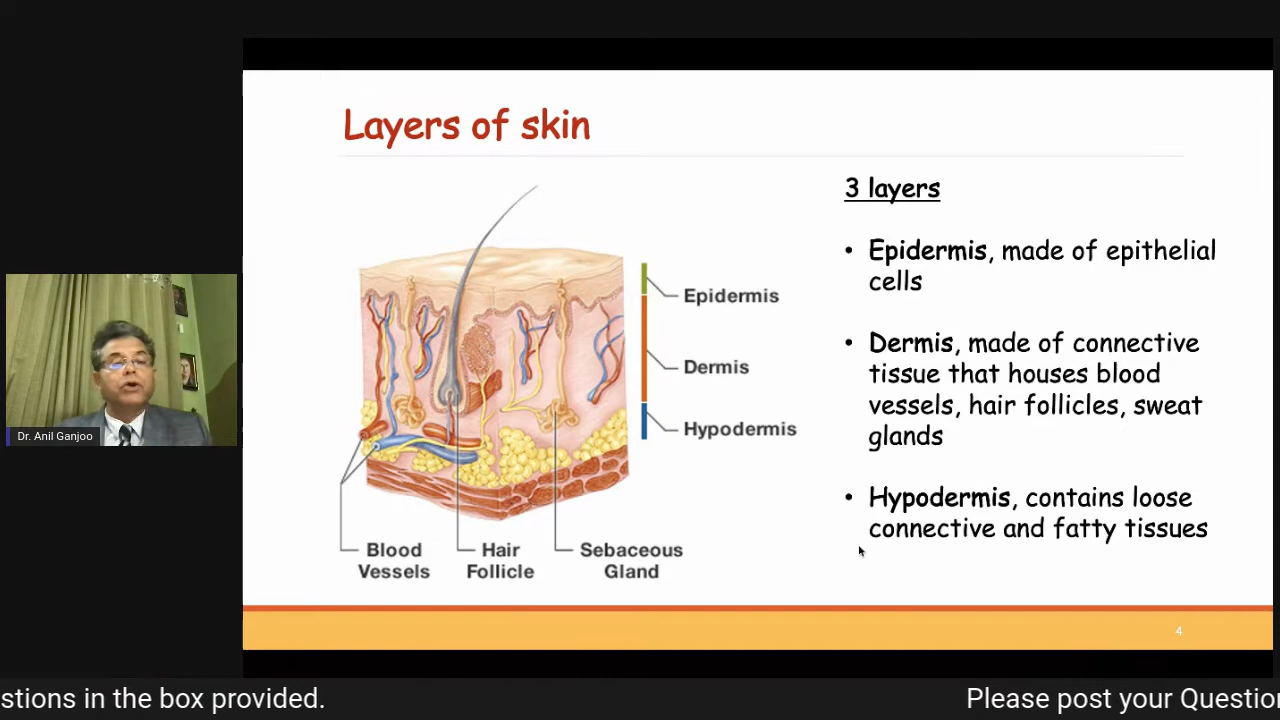 Layers of skin
Epidermis
Dermis
Hypodermis
Blood
Vessels
Hair
Follicle
Sebaceous
Gland
3 layers
• Epidermis, made of epithelial
cells
• Dermis, made of connective
tissue that houses blood
vessels, hair follicles, sweat
glands
• Hypodermis, contains loose
connective and fatty tissues
4
Dr. Anil Ganjoo
stions in the box provided.
Please post your Question